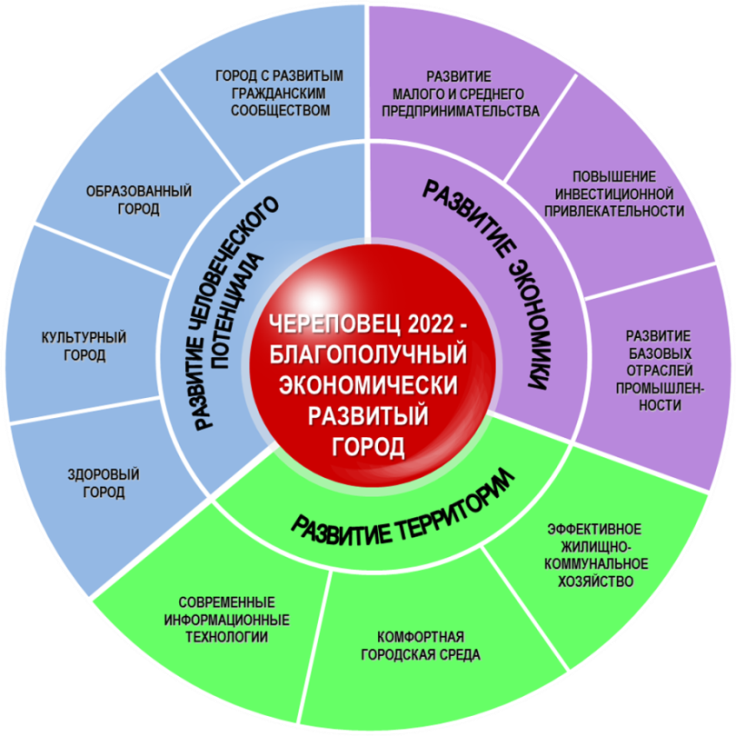 ЧЕРЕПОВЕЦ 2022 -
БЛАГОПОЛУЧНЫЙ
ЭКОНОМИЧЕСКИ
РАЗВИТЫЙ
ГОРОД
РАЗВИТИЕ ЭКОНОМИКИ
РАЗВИТИЕ
МАЛОГО И СРЕДНЕГО
ПРЕДПРИНИМАТЕЛЬСТВА
ПОВЫШЕНИЕ
ИНВЕСТИЦИОННОЙ
ПРИВЛЕКАТЕЛЬНОСТИ
РАЗВИТИЕ
БАЗОВЫХ
ОТРАСЛЕЙ
ПРОМЫШЛЕН-
НОСТИ
РАЗВИТИЕ ТЕРРИТОРИИ
ЭФФЕКТИВНОЕ
ЖИЛИЩНО-
КОММУНАЛЬНОЕ
ХОЗЯЙСТВО
КОМФОРТНАЯ
ГОРОДСКАЯ СРЕДА
СОВРЕМЕННЫЕ
ИНФОРМАЦИОННЫЕ
ТЕХНОЛОГИИ
РАЗВИТИЕ ЧЕЛОВЕЧЕСКОГО
ПОТЕНЦИАЛА
ЗДОРОВЫЙ
ГОРОД
КУЛЬТУРНЫЙ
ГОРОД
ОБРАЗОВАННЫЙ
ГОРОД
ГОРОД С РАЗВИТЫМ
ГРАЖДАНСКИМ
СООБЩЕСТВОМ